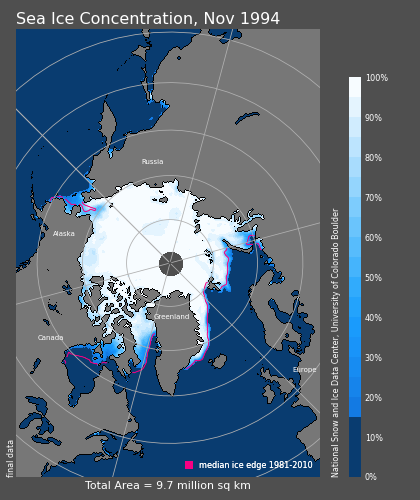 Sea Ice Concentration, Nov 1994
Russia
Alaska
Greenland
Canada
Europe
median ice edge 1981-2010
Total Area = 9.7 million sq km
final data
National Snow and Ice Data Center, University of Colorado Boulder
100%
90%
80%
70%
60%
50%
40%
30%
20%
10%
0%